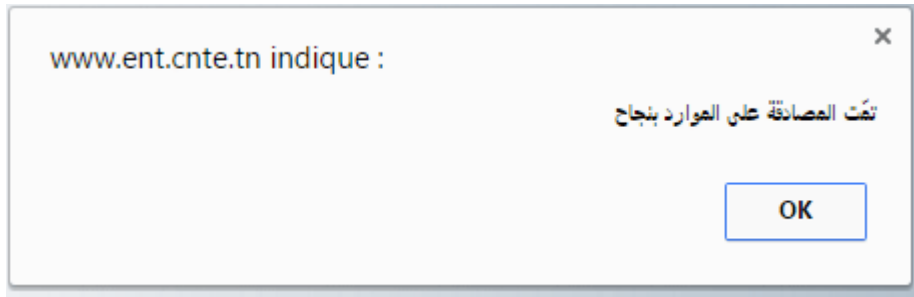 www.ent.cnte.tn indique :
تمّت المصادقة على الموارد بنجاح
OK